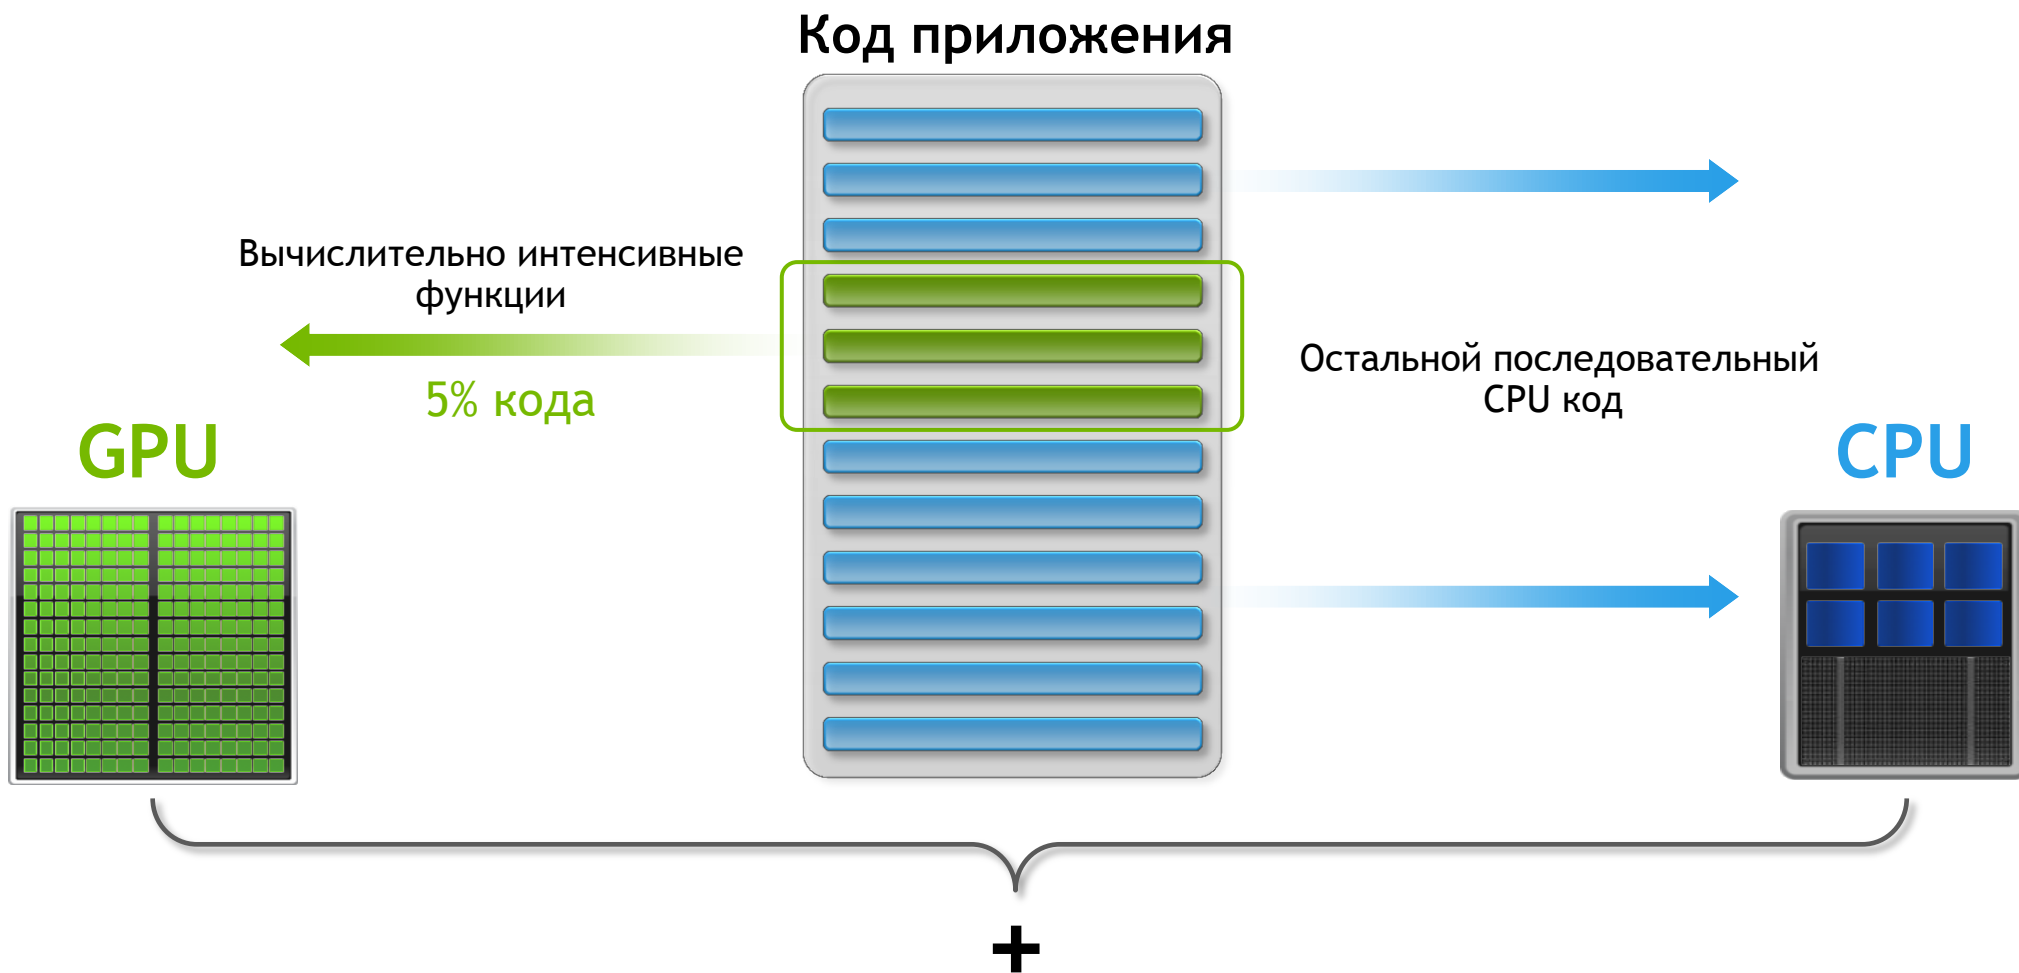 Код приложения
Вычислительно интенсивные
функции
5% кода
GPU
Остальной последовательный
CPU код
CPU
+